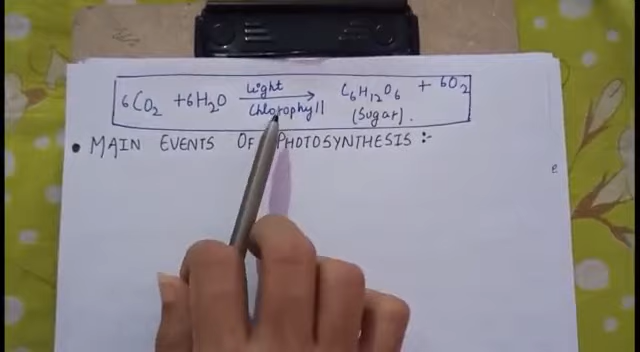 6CO₂ + 6H₂O Light → Chlorophyll C₆H₁₂O₆ (Sugar). + 6O₂
• MAIN EVENTS OF PHOTOSYNTHESIS :-
e